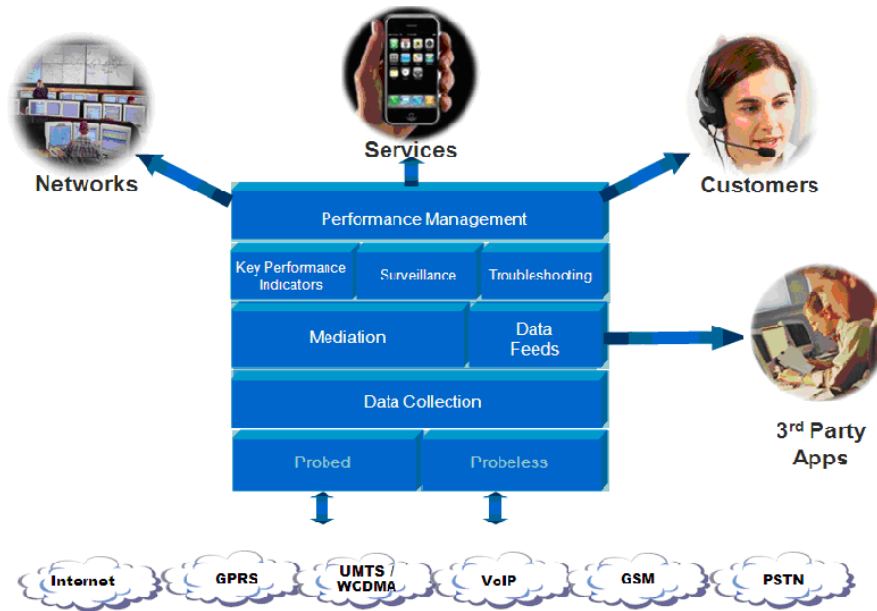 Services
Networks
Customers
Performance Management
Key Performance
Indicators
Surveillance
Troubleshooting
Mediation
Data
Feeds
Data Collection
3rd Party
Apps
Probed
Probeless
Internet
GPRS
UMTS /
WCDMA
VoIP
GSM
PSTN